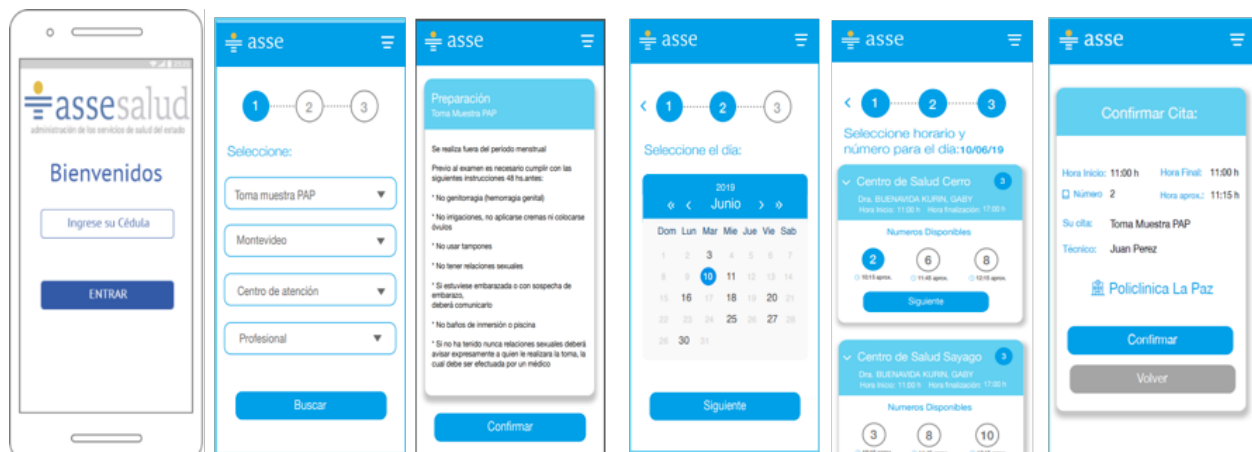 assesalud
administración de los servicios de salud del estado
Bienvenidos
Ingrese su Cédula
ENTRAR
asse
1 2 3
Seleccione:
Toma muestra PAP
Montevideo
Centro de atención
Profesional
Buscar
asse
Preparación
Toma Muestra PAP
Se realiza fuera del periodo menstrual
Previo al examen es necesario cumplir con las
siguientes instrucciones 48 hs.antes:
* No genitorragia (hemorragia genital)
* No irrigaciones, no aplicarse cremas ni colocarse
óvulos
* No usar tampones
* No tener relaciones sexuales
* Si estuviese embarazada o con sospecha de
embarazo,
deberá comunicarlo
* No baños de inmersión o piscina
* Si no ha tenido nunca relaciones sexuales deberá
avisar expresamente a quien le realizara la toma, la
cual debe ser efectuada por un médico
Confirmar
asse
1 2 3
Seleccione el día:
2019
« < Junio > »
Dom Lun Mar Mie Jue Vie Sab
1 2 3 4 5 6 7
8 9 10 11 12 13 14
15 16 17 18 19 20 21
22 23 24 25 26 27 28
28 30 31
Siguiente
asse
1 2 3
Seleccione horario y
número para el día:10/06/19
Centro de Salud Cerro 3
Dra. BUENAVIDA KURIN, GABY
Hora Inicio: 11:00 h Hora finalización: 17:00 h
Numeros Disponibles
2 6 8
10:15 aprox. 11:45 aprox. 12:15 aprox.
Siguiente
Centro de Salud Sayago 3
Dra. BUENAVIDA KURIN, GABY
Hora Inicio: 11:00 h Hora finalización: 17:00 h
Numeros Disponibles
3 8 10
asse
Confirmar Cita:
Hora Inicio: 11:00 h Hora Final: 11:00 h
Número 2 Hora aprox.: 11:15 h
Su cita: Toma Muestra PAP
Técnico: Juan Perez
Policlinica La Paz
Confirmar
Volver